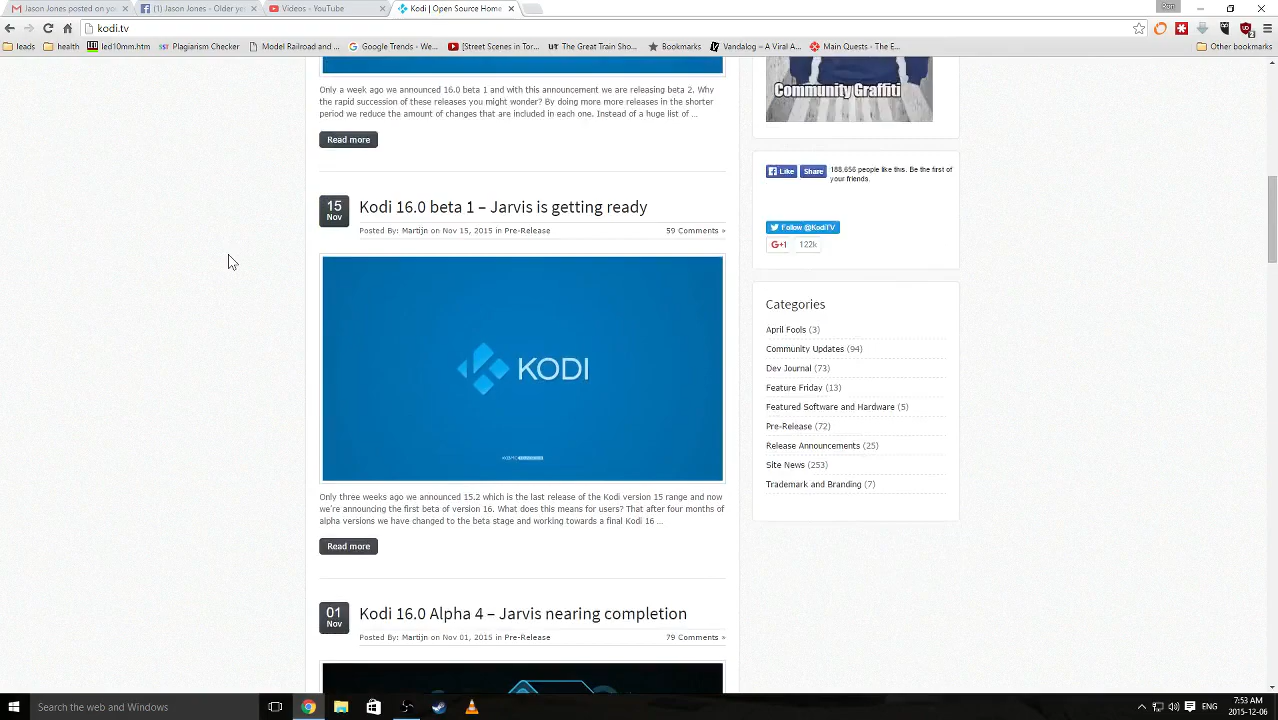 Jason Jones posted on yo
(1) Jason Jones - Older ye
Videos - YouTube
Kodi | Open Source Home
Ron
kodi.tv
leads
health
led10mm.htm
Plagiarism Checker
Model Railroad and ...
Google Trends - We...
[Street Scenes in Tor...
The Great Train Sho...
Bookmarks
Vandalog – A Viral A...
Main Quests - The E...
Other bookmarks
Only a week ago we announced 16.0 beta 1 and with this announcement we are releasing beta 2. Why
the rapid succession of these releases you might wonder? By doing more more releases in the shorter
period we reduce the amount of changes that are included in each one. Instead of a huge list of ...
Read more
15
Nov
Kodi 16.0 beta 1 – Jarvis is getting ready
Posted By: Martijn on Nov 15, 2015 in Pre-Release
59 Comments »
KODI
Only three weeks ago we announced 15.2 which is the last release of the Kodi version 15 range and now
we're announcing the first beta of version 16. What does this means for users? That after four months of
alpha versions we have changed to the beta stage and working towards a final Kodi 16 ...
Read more
01
Nov
Kodi 16.0 Alpha 4 – Jarvis nearing completion
Posted By: Martijn on Nov 01, 2015 in Pre-Release
79 Comments »
Community Graffiti
Like
Share
188.656 people like this. Be the first of
your friends.
Follow @KodiTV
G+1
122k
Categories
April Fools (3)
Community Updates (94)
Dev Journal (73)
Feature Friday (13)
Featured Software and Hardware (5)
Pre-Release (72)
Release Announcements (25)
Site News (253)
Trademark and Branding (7)
Search the web and Windows
ENG
7:53 AM
2015-12-06